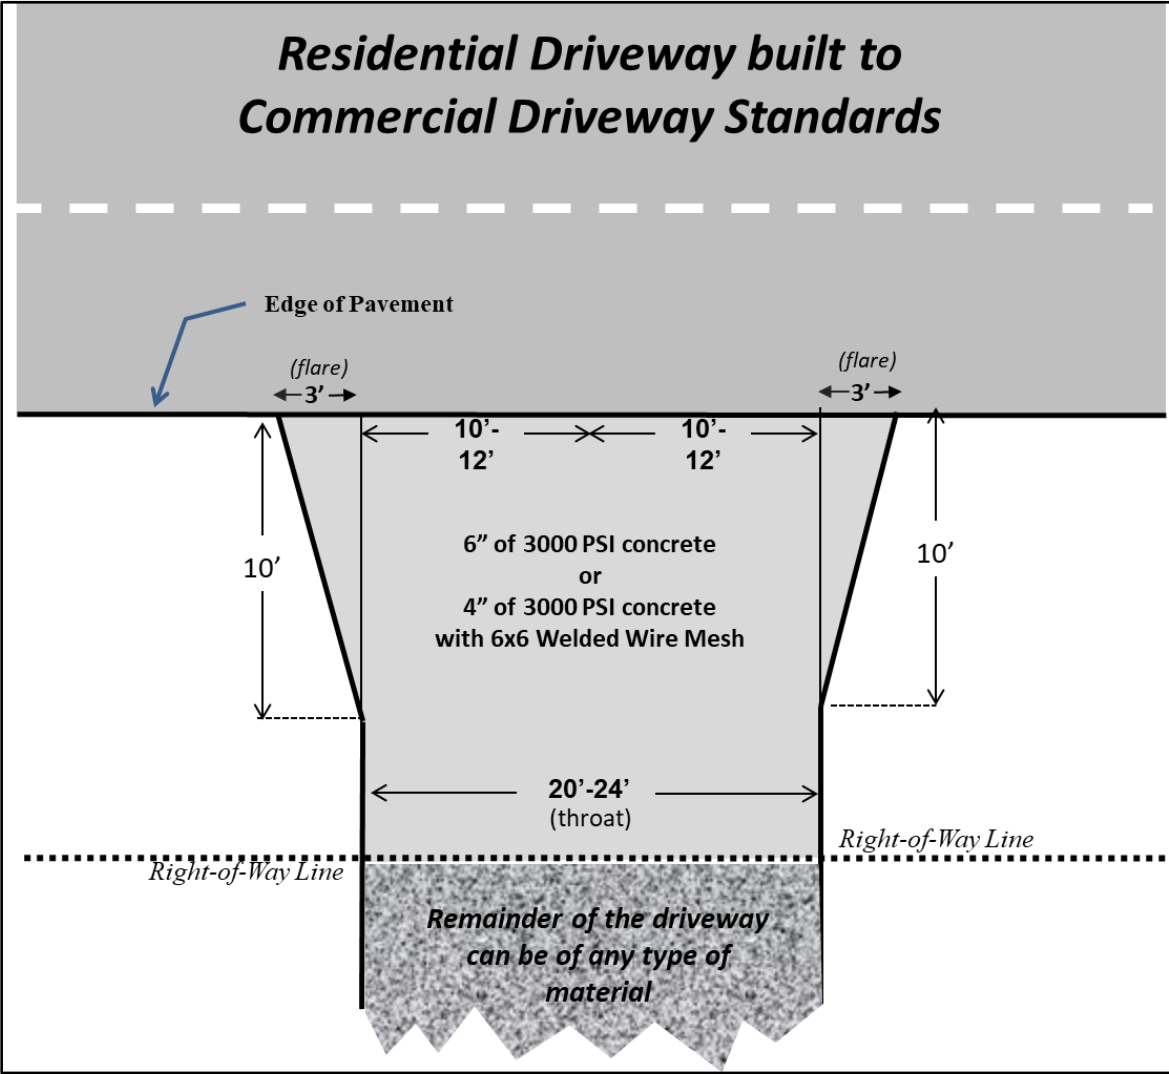 Residential Driveway built to
Commercial Driveway Standards
Edge of Pavement
(flare)
3’
(flare)
3’
10’-
12’
10’-
12’
10’
10’
6” of 3000 PSI concrete
or
4” of 3000 PSI concrete
with 6x6 Welded Wire Mesh
20’-24’
(throat)
Right-of-Way Line
Right-of-Way Line
Remainder of the driveway
can be of any type of
material